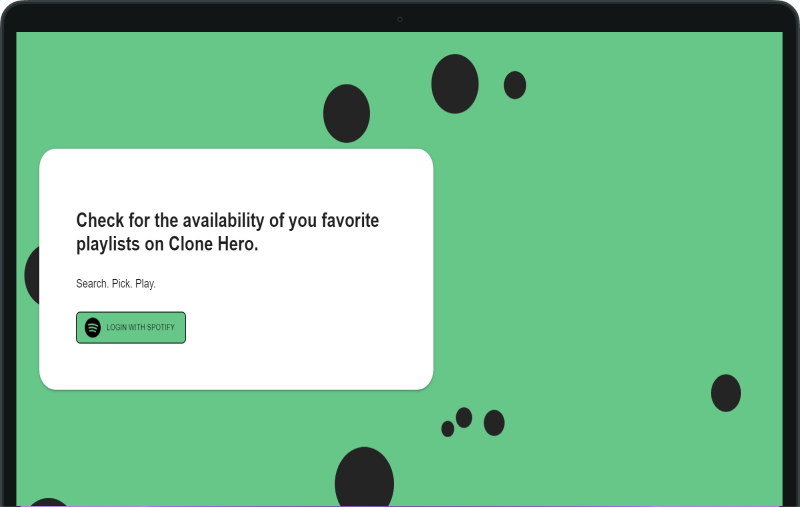 Check for the availability of you favorite
playlists on Clone Hero.
Search. Pick. Play.
LOGIN WITH SPOTIFY